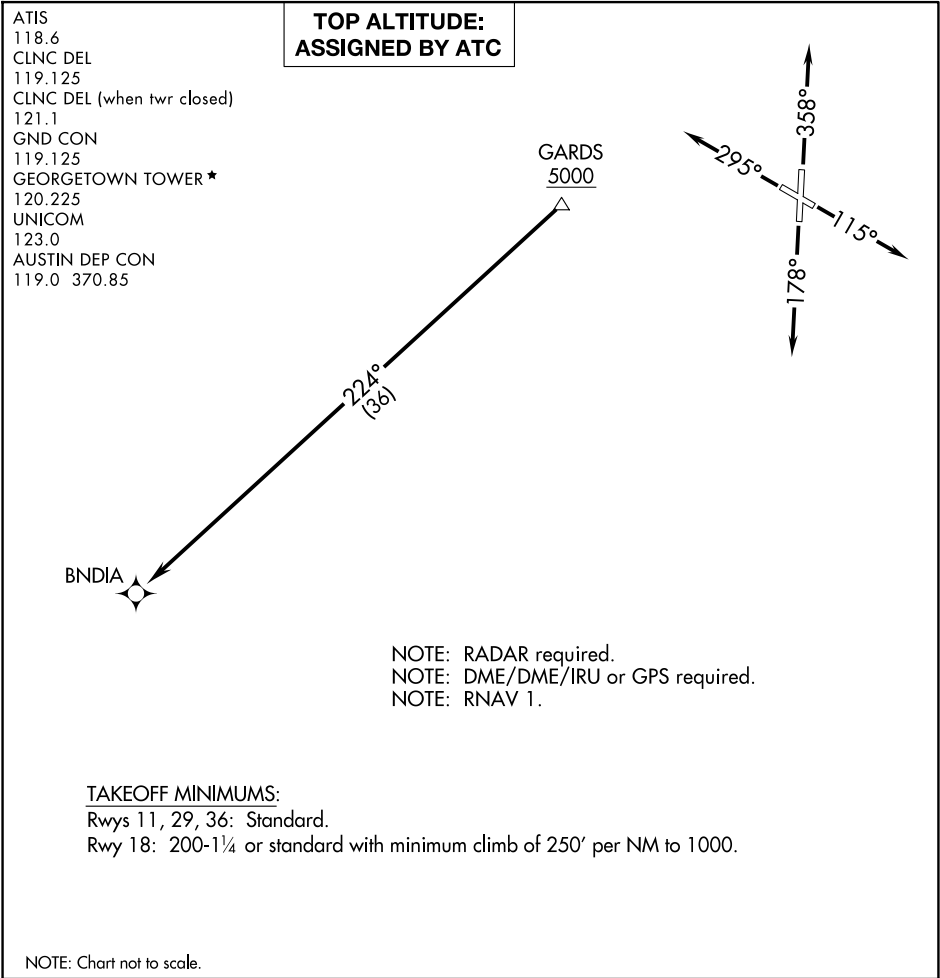 ATIS
118.6
CLNC DEL
119.125
CLNC DEL (when twr closed)
121.1
GND CON
119.125
GEORGETOWN TOWER★
120.225
UNICOM
123.0
AUSTIN DEP CON
119.0 370.85
TOP ALTITUDE:
ASSIGNED BY ATC
GARDS
5000
358°
295°
115°
178°
224°
(36)
BNDIA
NOTE: RADAR required.
NOTE: DME/DME/IRU or GPS required.
NOTE: RNAV 1.
TAKEOFF MINIMUMS:
Rwys 11, 29, 36: Standard.
Rwy 18: 200-1¼ or standard with minimum climb of 250' per NM to 1000.
NOTE: Chart not to scale.